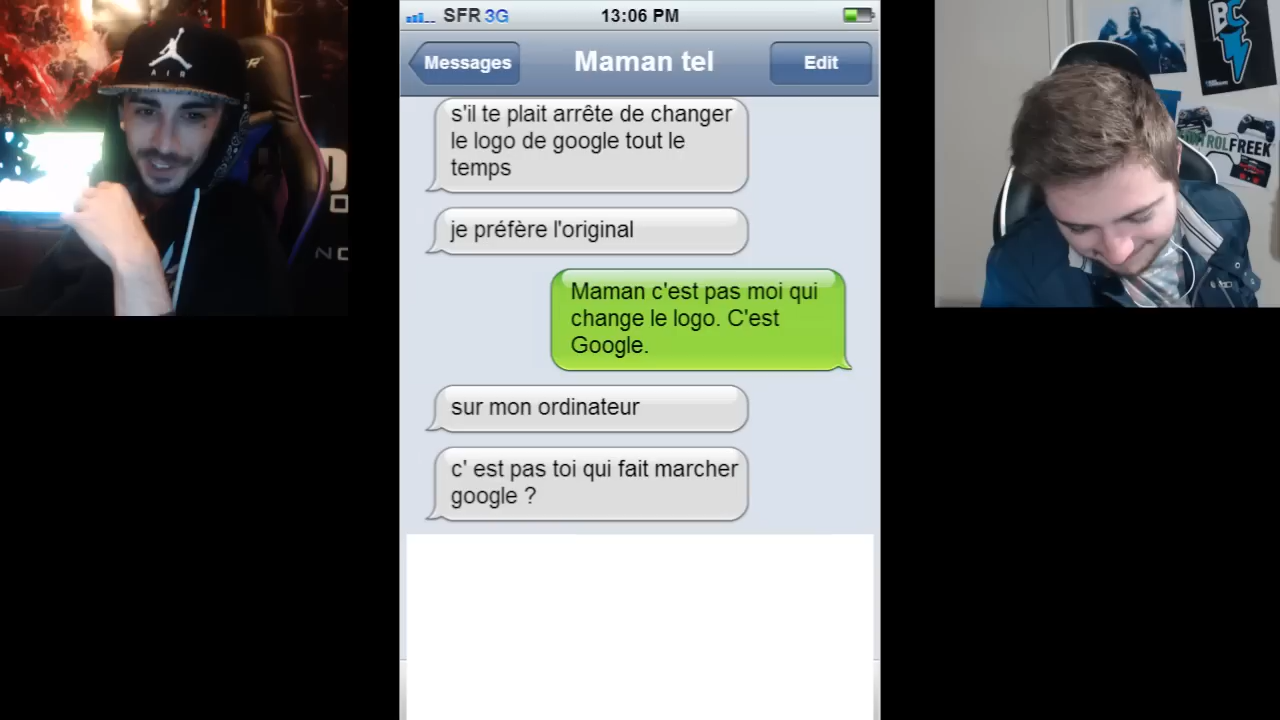 SFR 3G
13:06 PM
Messages
Maman tel
Edit
s'il te plait arrête de changer
le logo de google tout le
temps
je préfère l'original
Maman c'est pas moi qui
change le logo. C'est
Google.
sur mon ordinateur
c' est pas toi qui fait marcher
google ?
AIR
BC